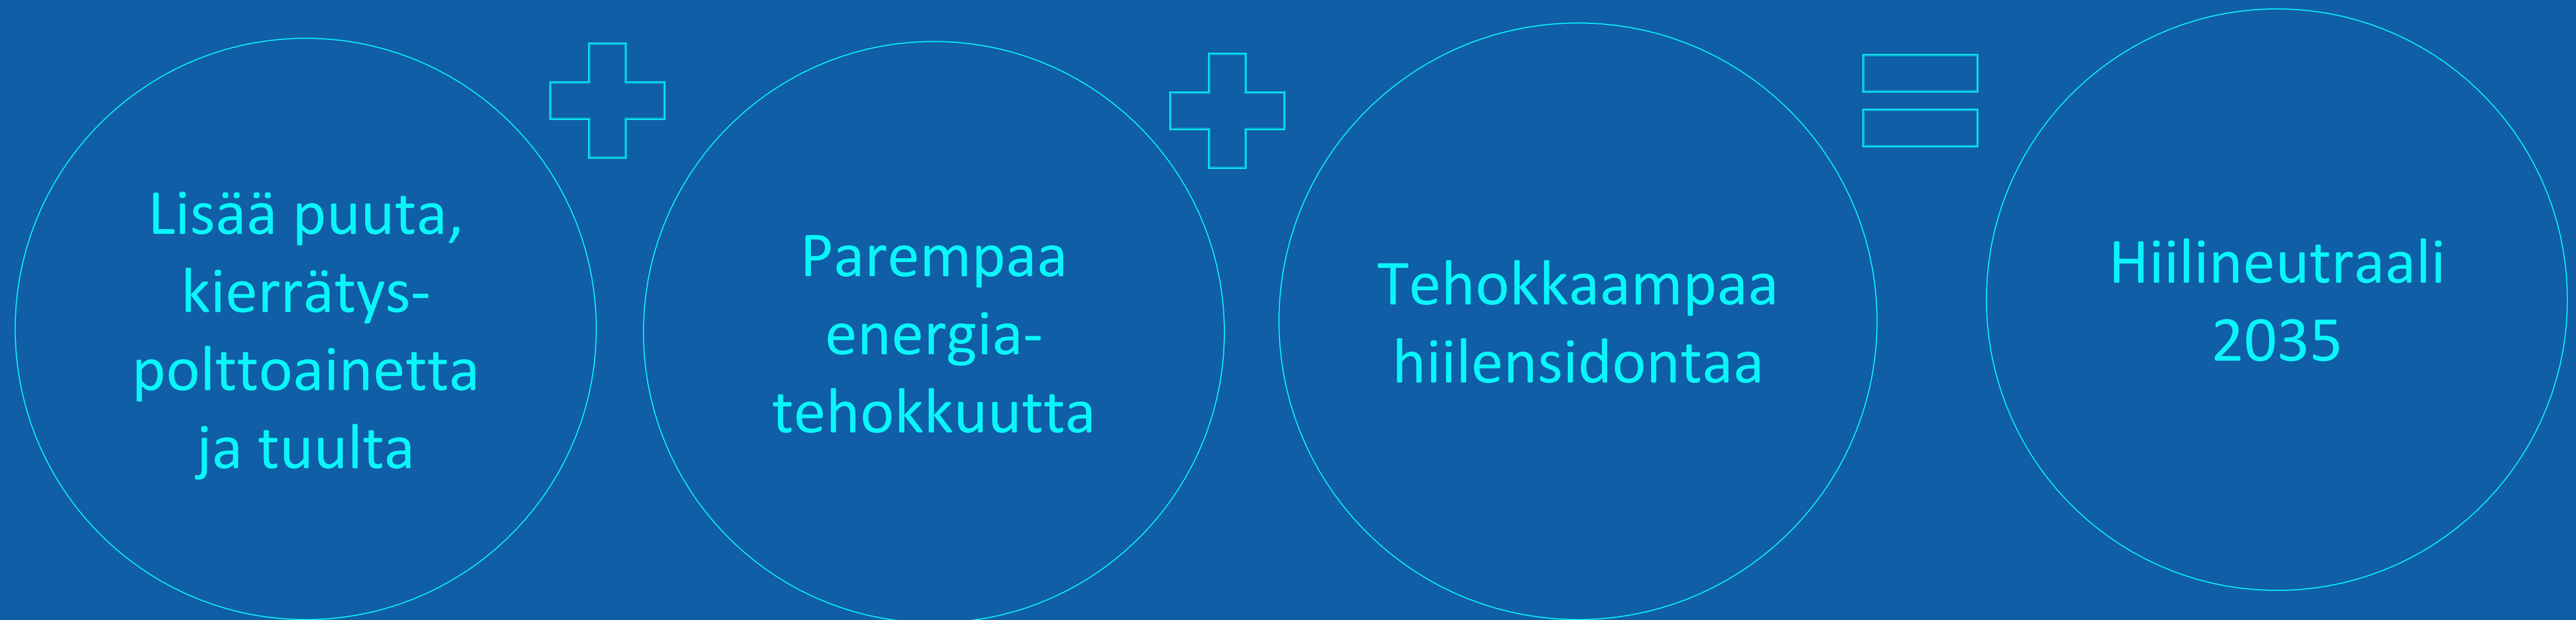 Lisää puuta,
kierrätys-
polttoainetta
ja tuulta
Parempaa
energia-
tehokkuutta
Tehokkaampaa
hiilensidontaa
Hiilineutraali
2035